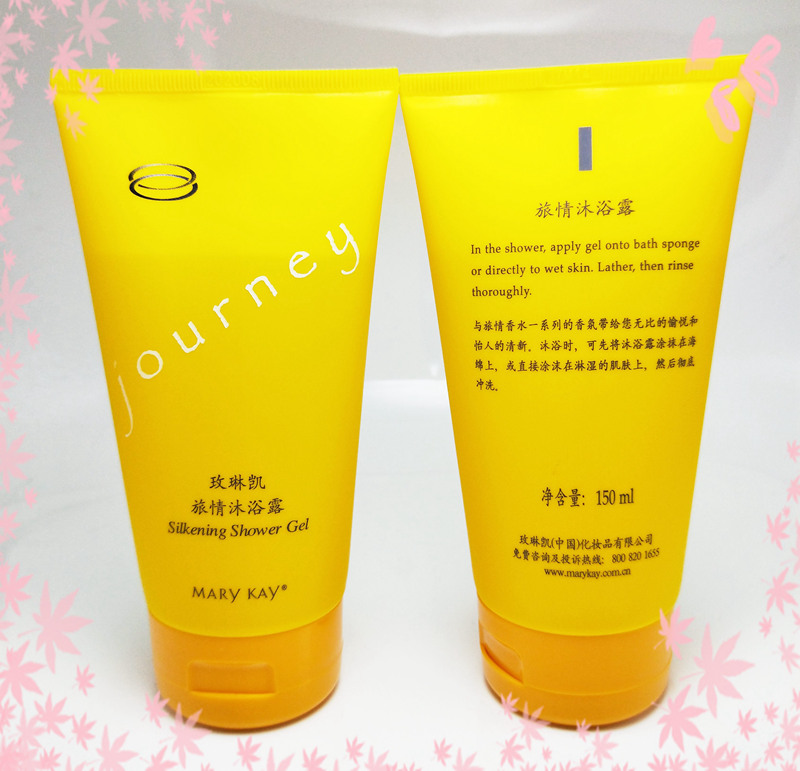 journey
玫琳凯
旅情沐浴露
Silkening Shower Gel
MARY KAY®
旅情沐浴露
In the shower, apply gel onto bath sponge
or directly to wet skin. Lather, then rinse
thoroughly.
与旅情香水一系列的香氛带给您无比的愉悦和
怡人的清新。沐浴时，可先将沐浴露涂抹在海
绵上，或直接涂沫在淋湿的肌肤上，然后彻底
冲洗。
净含量：150 ml
玫琳凯(中国)化妆品有限公司
免费咨询及投诉热线：800 820 1655
www.marykay.com.cn